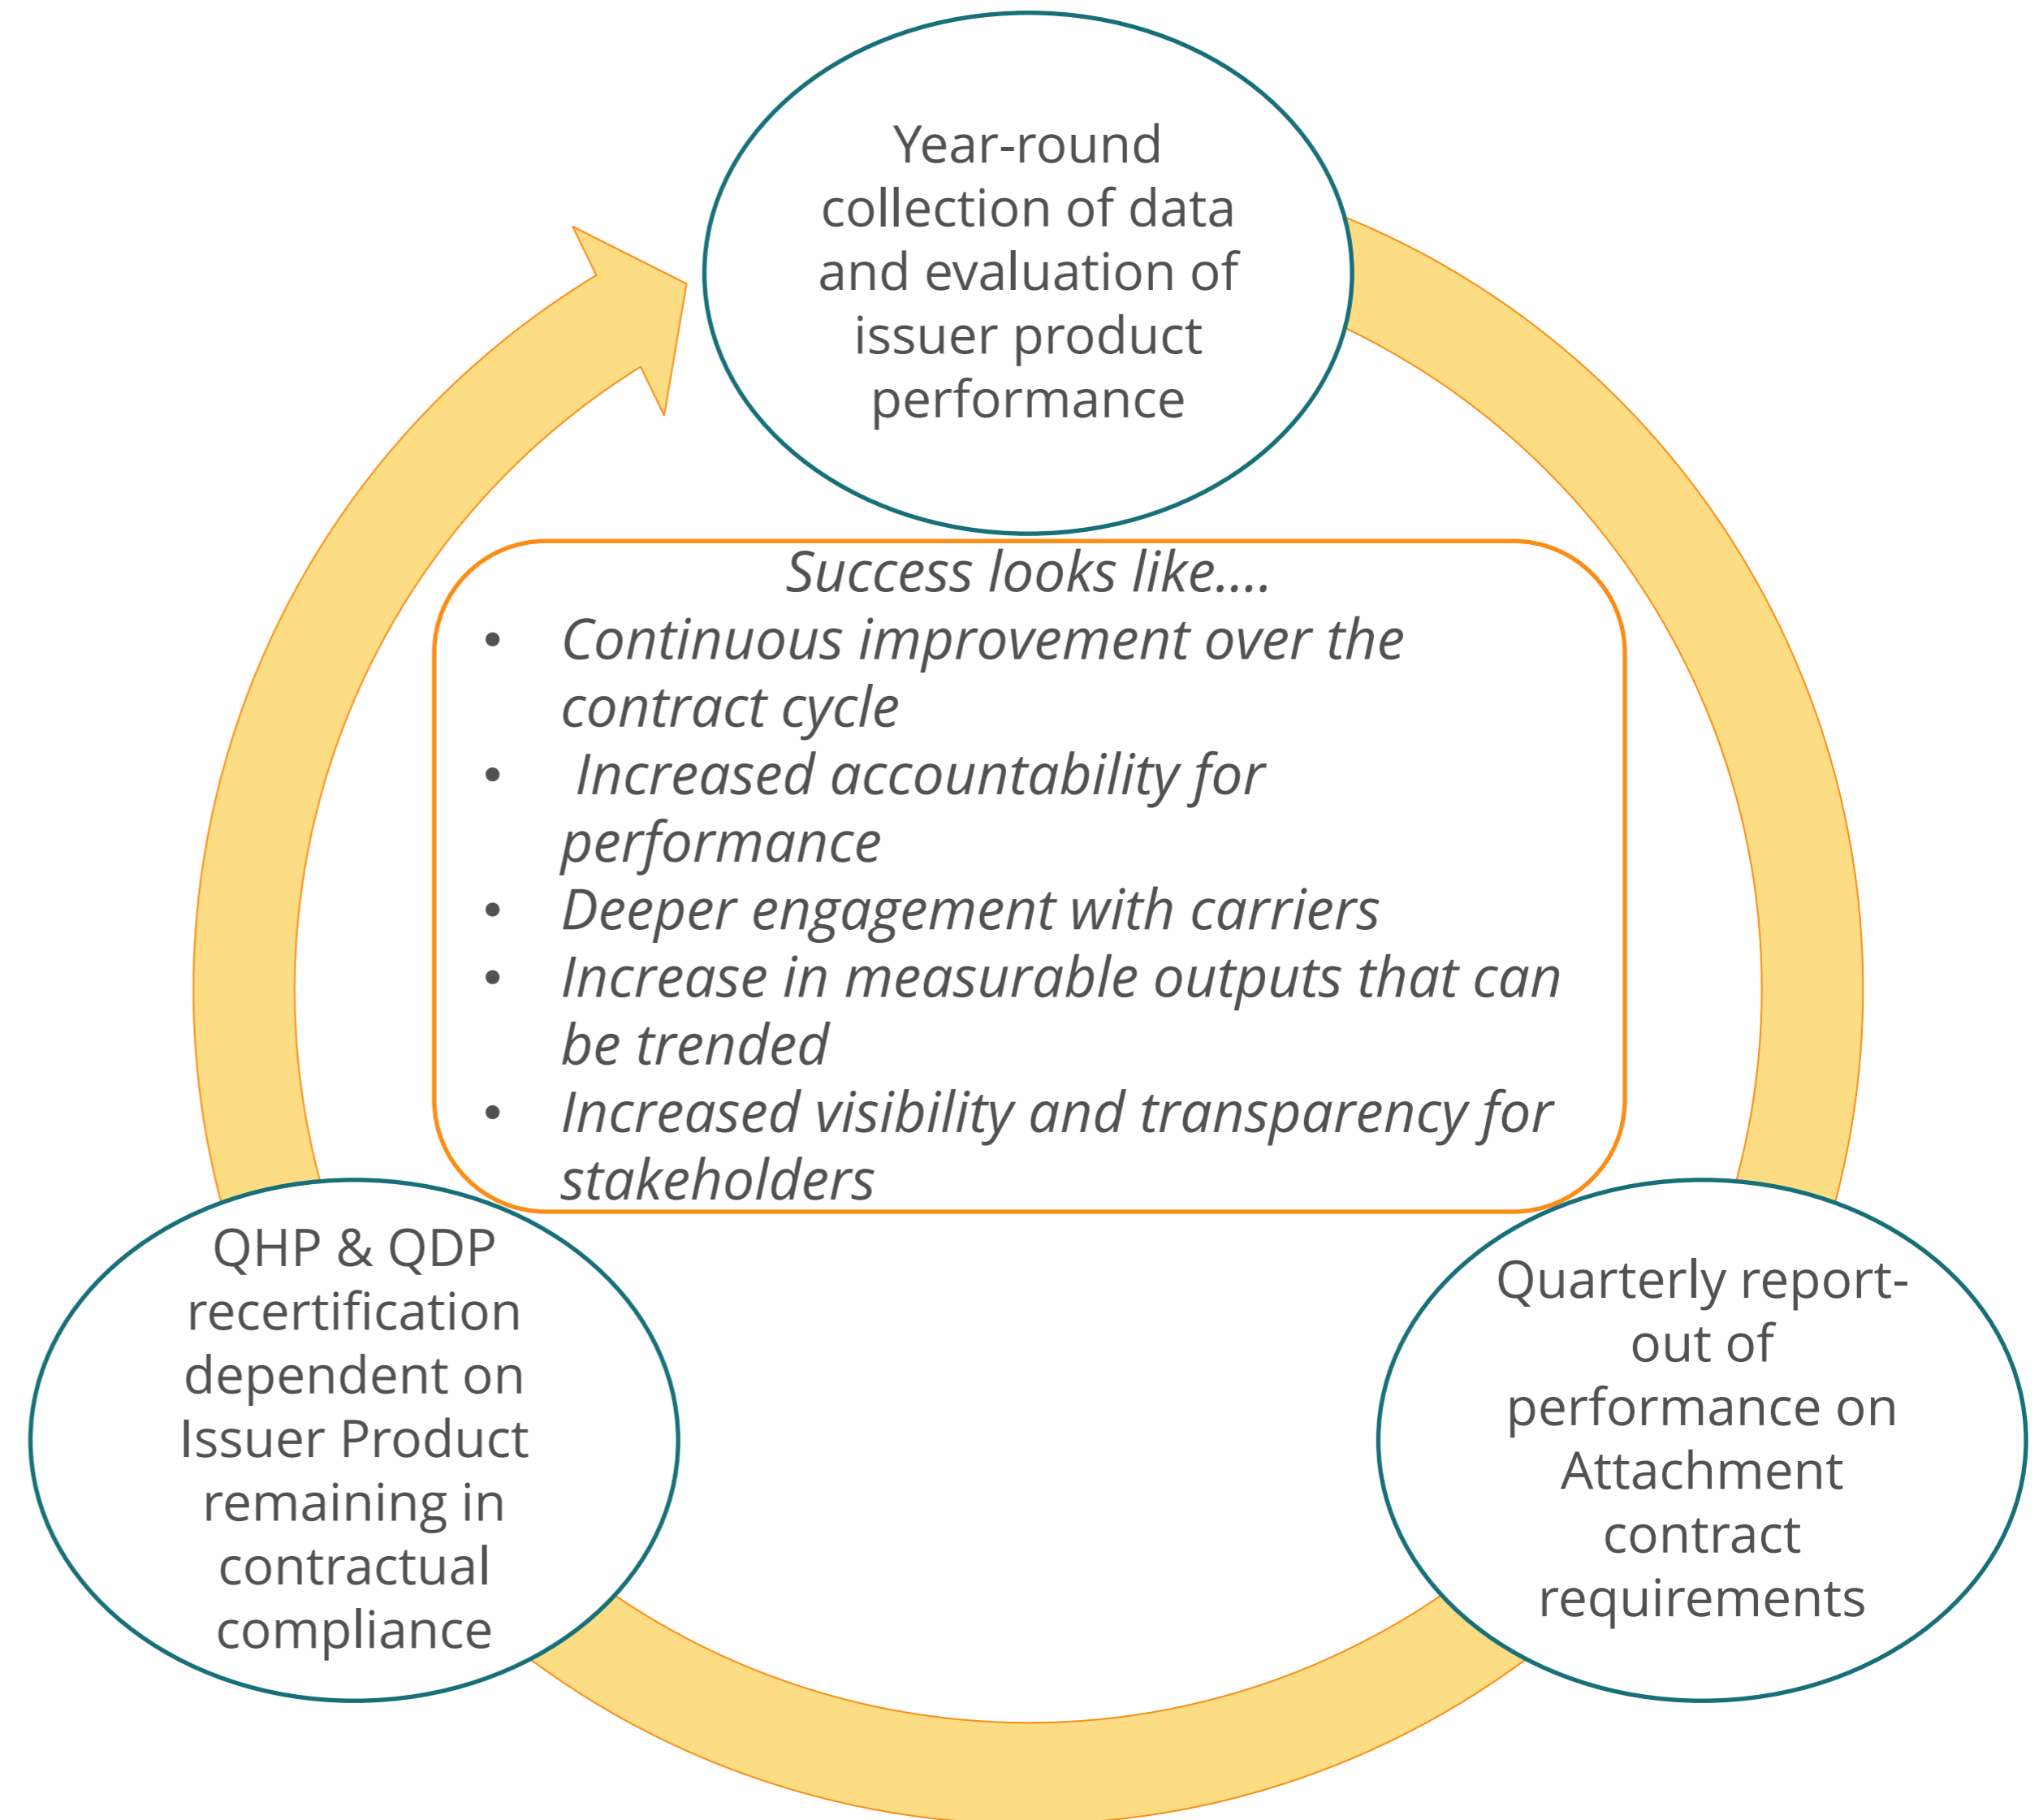 Year-round
collection of data
and evaluation of
issuer product
performance
Success looks like....
• Continuous improvement over the
contract cycle
• Increased accountability for
performance
• Deeper engagement with carriers
• Increase in measurable outputs that can
be trended
• Increased visibility and transparency for
stakeholders
QHP & QDP
recertification
dependent on
Issuer Product
remaining in
contractual
compliance
Quarterly report-
out of
performance on
Attachment
contract
requirements